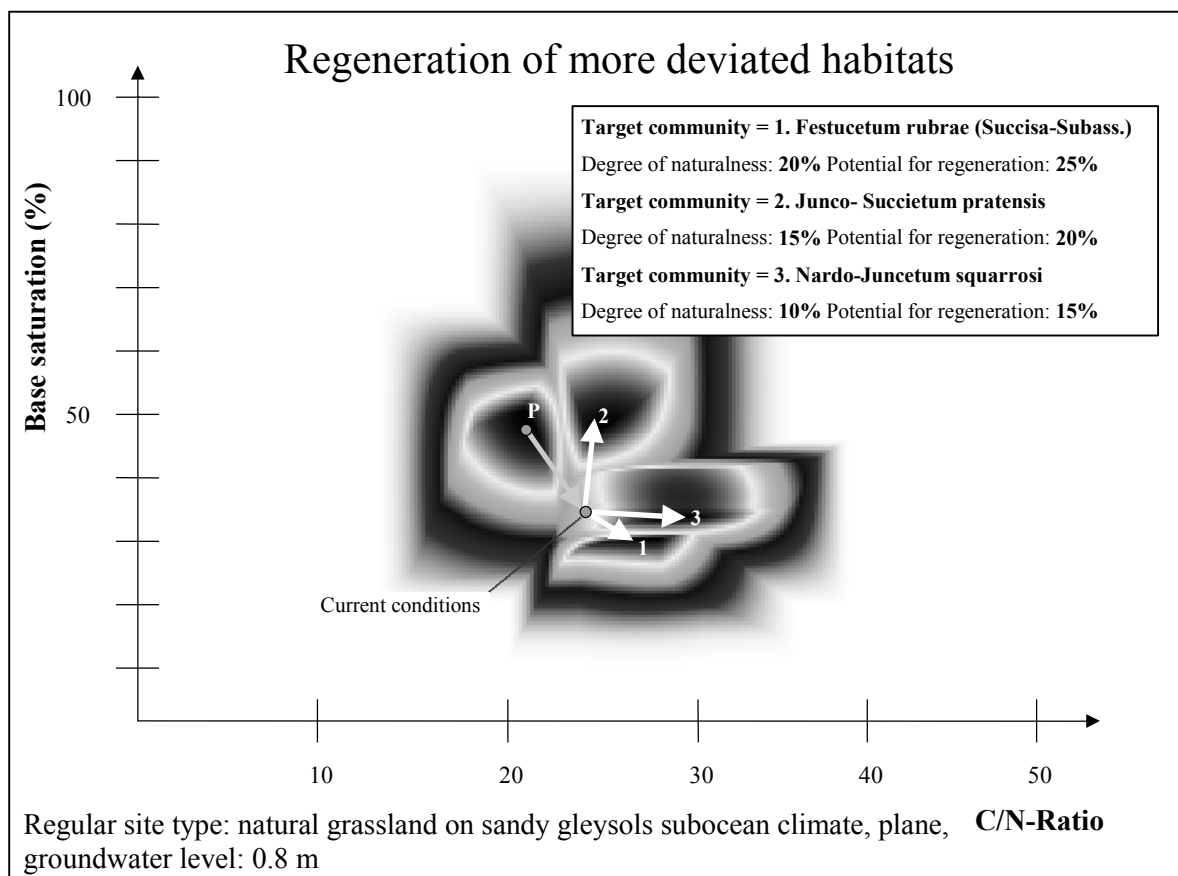 Regeneration of more deviated habitats
100
Target community = 1. Festucetum rubrae (Succisa-Subass.)
Degree of naturalness: 20% Potential for regeneration: 25%
Target community = 2. Junco- Succietum pratensis
Degree of naturalness: 15% Potential for regeneration: 20%
Target community = 3. Nardo-Juncetum squarrosi
Degree of naturalness: 10% Potential for regeneration: 15%
Base saturation (%)
50
P
2
3
1
Current conditions
10 20 30 40 50
C/N-Ratio
Regular site type: natural grassland on sandy gleysols subocean climate, plane,
groundwater level: 0.8 m